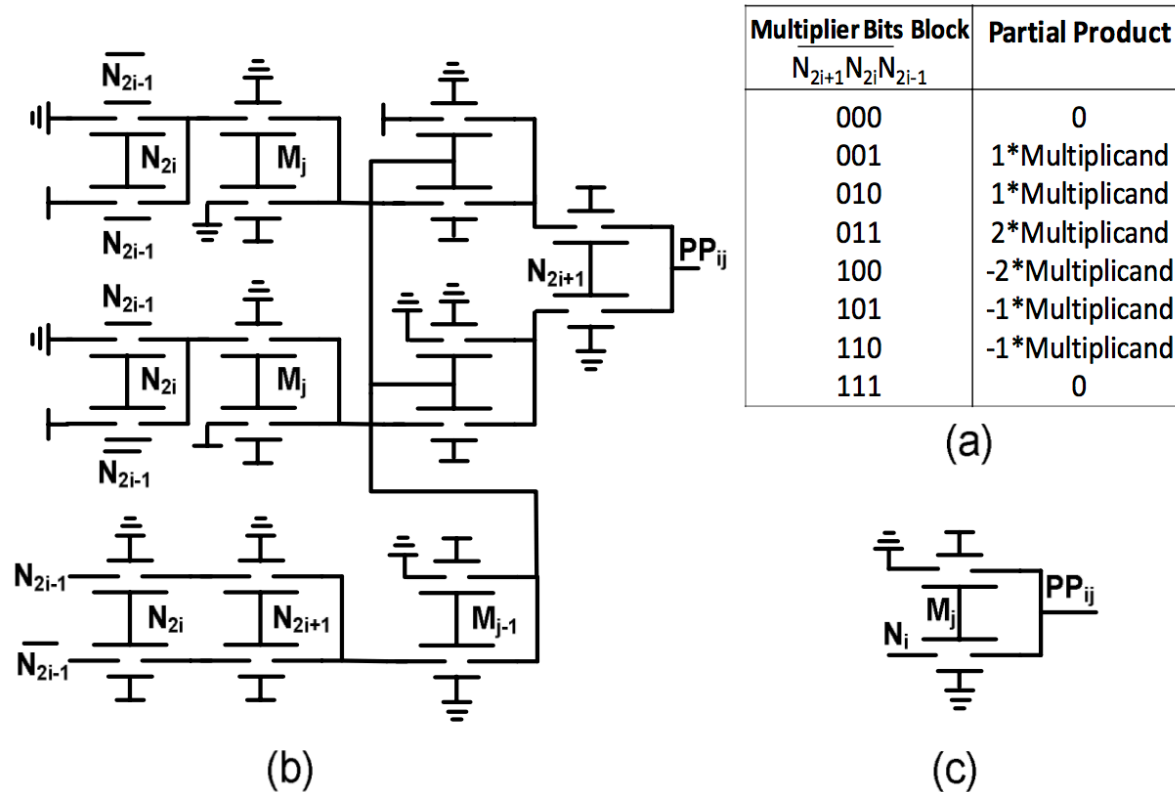 Multiplier Bits Block Partial Product
N2i+1N2iN2i-1
000 0
001 1*Multiplicand
010 1*Multiplicand
011 2*Multiplicand
100 -2*Multiplicand
101 -1*Multiplicand
110 -1*Multiplicand
111 0
(a)
N2i-1
N2i
Mj
N2i-1
N2i+1
PPij
N2i-1
N2i
Mj
N2i-1
N2i-1
N2i
N2i+1
Mj-1
N2i-1
(b)
Mj
PPij
Ni
(c)